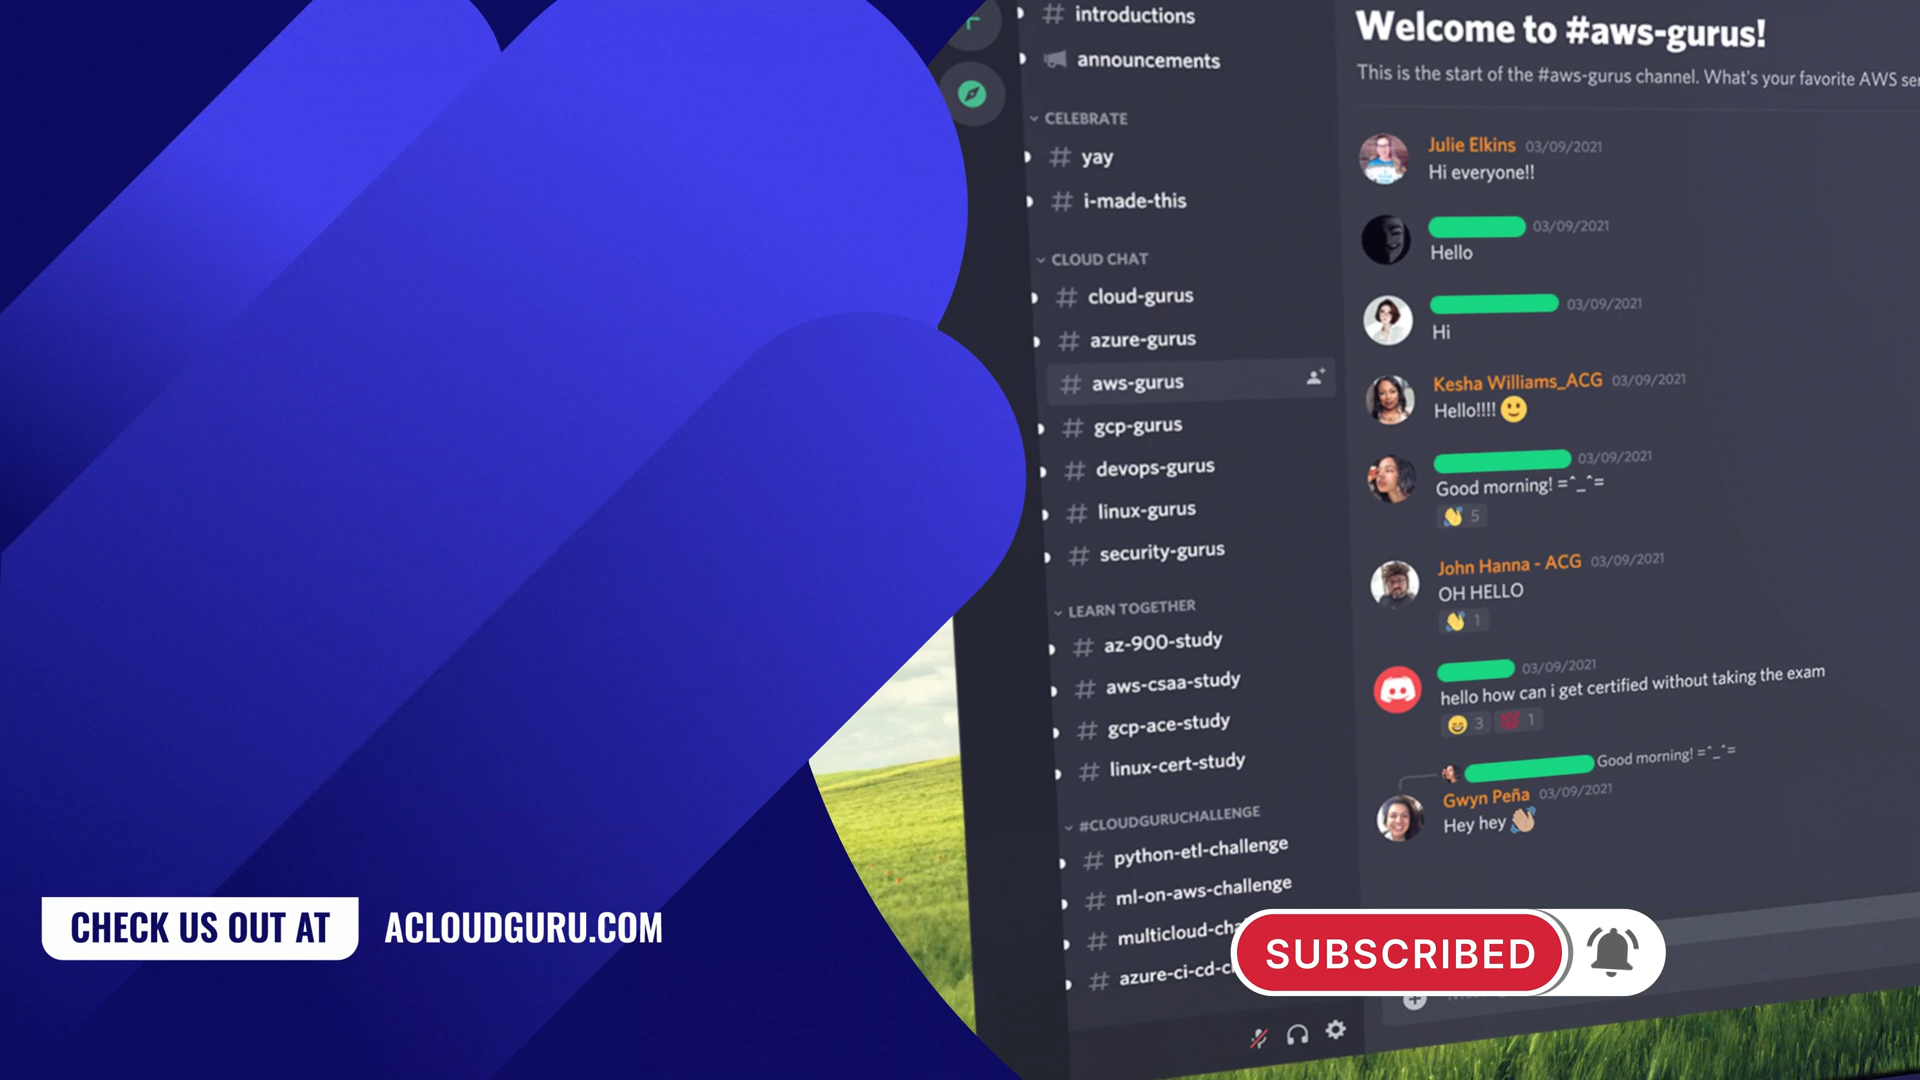 introductions
announcements
CELEBRATE
yay
i-made-this
CLOUD CHAT
cloud-gurus
azure-gurus
aws-gurus
gcp-gurus
devops-gurus
linux-gurus
security-gurus
LEARN TOGETHER
az-900-study
aws-csaa-study
gcp-ace-study
linux-cert-study
#CLOUDGURUCHALLENGE
python-etl-challenge
ml-on-aws-challenge
multicloud-cha
azure-ci-cd-c
Welcome to #aws-gurus!
This is the start of the #aws-gurus channel. What's your favorite AWS se
Julie Elkins 03/09/2021
Hi everyone!!
03/09/2021
Hello
03/09/2021
Hi
Kesha Williams_ACG 03/09/2021
Hello!!!! 🙂
03/09/2021
Good morning! =^_^=
👋 5
John Hanna - ACG 03/09/2021
OH HELLO
👋 1
03/09/2021
hello how can i get certified without taking the exam
😄 3 💯 1
Good morning! =^_^=
Gwyn Peña 03/09/2021
Hey hey 👋🏼
CHECK US OUT AT ACLOUDGURU.COM
SUBSCRIBED